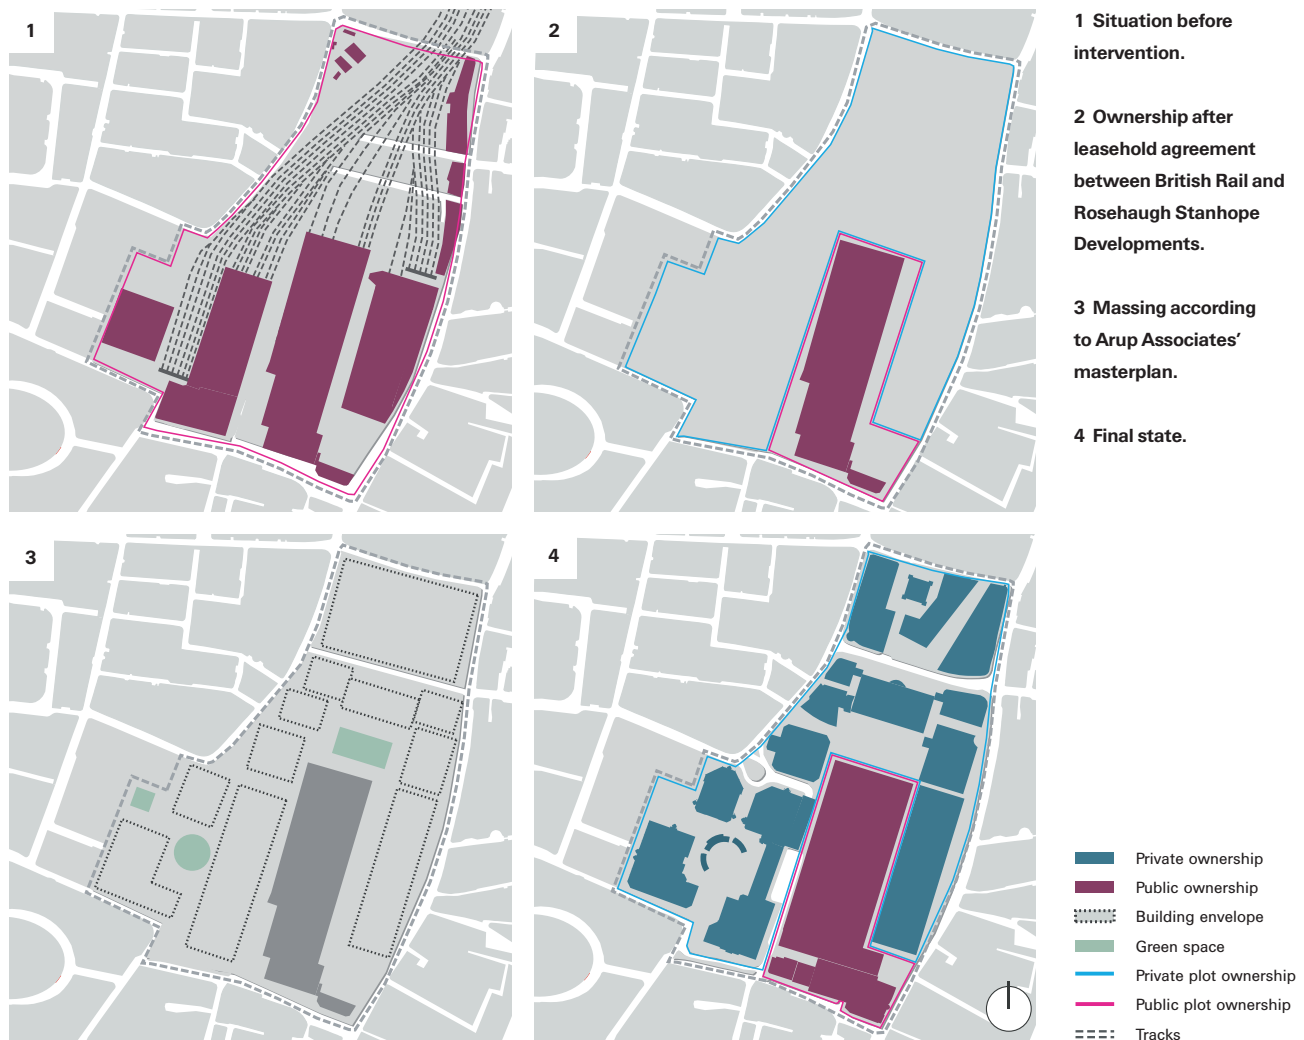 1
2
1 Situation before
intervention.
2 Ownership after
leasehold agreement
between British Rail and
Rosehaugh Stanhope
Developments.
3 Massing according
to Arup Associates’
masterplan.
4 Final state.
3
4
Private ownership
Public ownership
Building envelope
Green space
Private plot ownership
Public plot ownership
Tracks